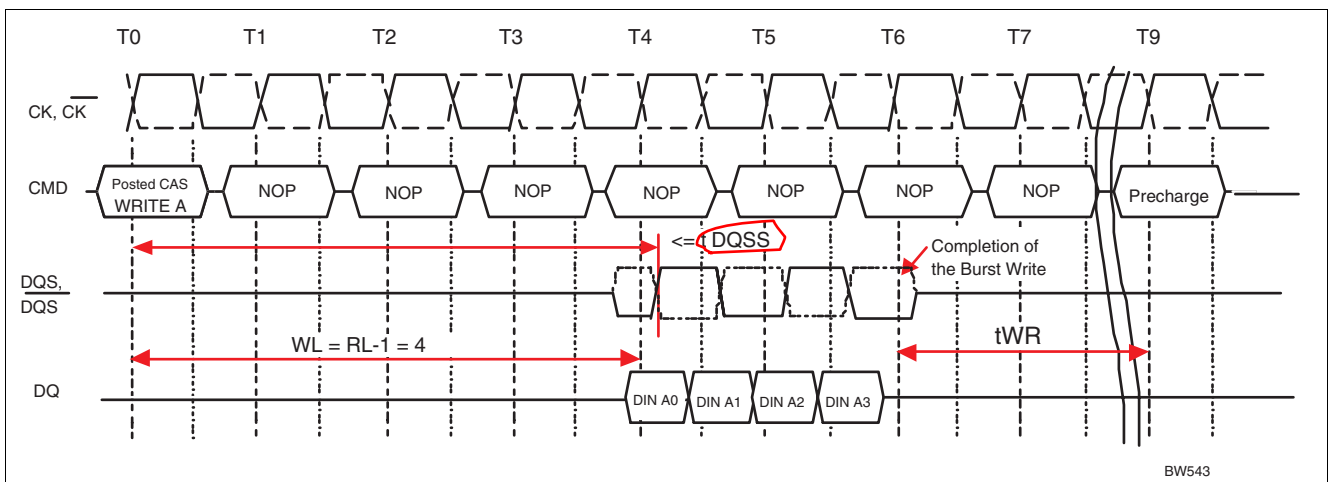 T0 T1 T2 T3 T4 T5 T6 T7 T9
CK, CK
CMD
Posted CAS
WRITE A
NOP NOP NOP NOP NOP NOP NOP Precharge
<= t DQSS
Completion of
the Burst Write
DQS,
DQS
WL = RL-1 = 4
tWR
DQ
DIN A0 DIN A1 DIN A2 DIN A3
BW543